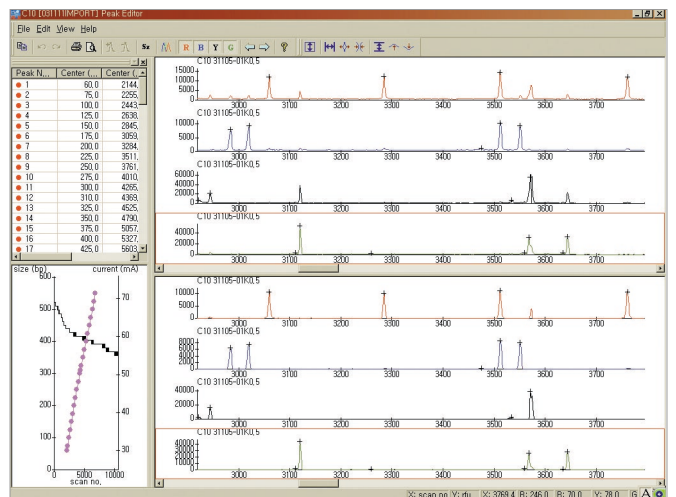 C10 [031111IMPORT] Peak Editor
File Edit View Help
Sz R B Y G
Peak N... Center (... Center (,
1 60,0 2144,
2 75,0 2255,
3 100,0 2443,
4 125,0 2638,
5 150,0 2845,
6 175,0 3059,
7 200,0 3284,
8 225,0 3511,
9 250,0 3761,
10 275,0 4010,
11 300,0 4265,
12 310,0 4369,
13 325,0 4525,
14 350,0 4790,
15 375,0 5057,
16 400,0 5327,
17 425,0 5603,
size (bp) current (mA)
600
500
400
300
200
100
0
70
60
50
40
30
0 5000 10000
scan no,
C10 31105-01K0,5
15000
10000
5000
0
3000 3100 3200 3300 3400 3500 3600 3700
C10 31105-01K0,5
10000
5000
0
3000 3100 3200 3300 3400 3500 3600 3700
C10 31105-01K0,5
60000
40000
20000
0
3000 3100 3200 3300 3400 3500 3600 3700
C10 31105-01K0,5
40000
20000
0
3000 3100 3200 3300 3400 3500 3600 3700
C10 31105-01K0,5
10000
5000
0
3000 3100 3200 3300 3400 3500 3600 3700
C10 31105-01K0,5
8000
6000
4000
2000
0
3000 3100 3200 3300 3400 3500 3600 3700
C10 31105-01K0,5
40000
20000
0
3000 3100 3200 3300 3400 3500 3600 3700
C10 31105-01K0,5
40000
30000
20000
10000
0
3000 3100 3200 3300 3400 3500 3600 3700
X: scan no Y: rfu X: 3769,4 B: 246,0 R: 70,0 Y: 78,0 G A